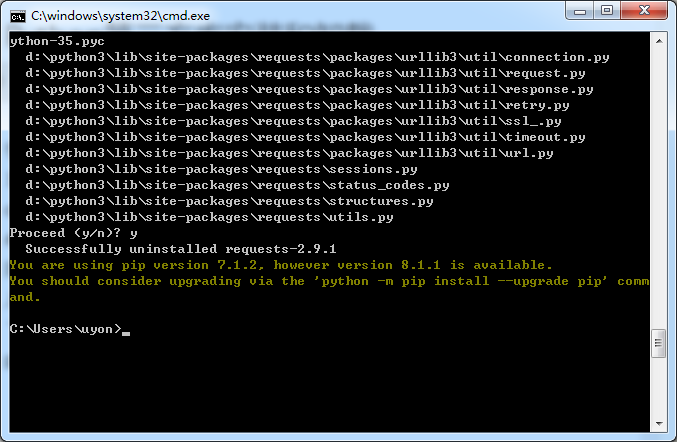 C:\windows\system32\cmd.exe
ython-35.pyc
d:\python3\lib\site-packages\requests\packages\urllib3\util\connection.py
d:\python3\lib\site-packages\requests\packages\urllib3\util\request.py
d:\python3\lib\site-packages\requests\packages\urllib3\util\response.py
d:\python3\lib\site-packages\requests\packages\urllib3\util\retry.py
d:\python3\lib\site-packages\requests\packages\urllib3\util\ssl_.py
d:\python3\lib\site-packages\requests\packages\urllib3\util\timeout.py
d:\python3\lib\site-packages\requests\packages\urllib3\util\url.py
d:\python3\lib\site-packages\requests\sessions.py
d:\python3\lib\site-packages\requests\status_codes.py
d:\python3\lib\site-packages\requests\structures.py
d:\python3\lib\site-packages\requests\utils.py
Proceed (y/n)? y
Successfully uninstalled requests-2.9.1
You are using pip version 7.1.2, however version 8.1.1 is available.
You should consider upgrading via the 'python -m pip install --upgrade pip' comm
and.
C:\Users\uyon>